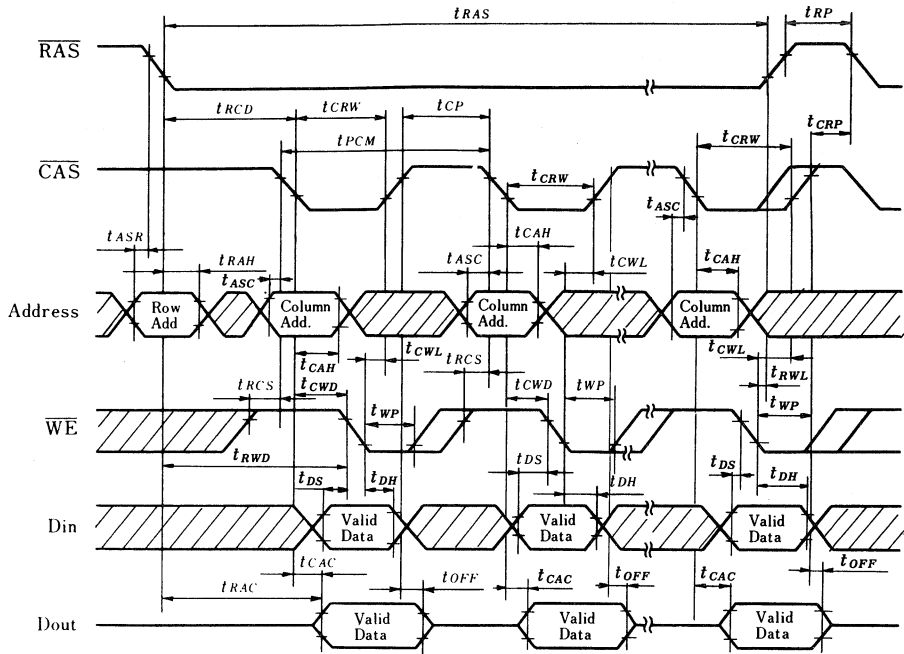 tRAS
tRP
RAS
tRCD
tCRW
tCP
tPCM
tCRW
tCRP
CAS
tCRW
tASC
tASR
tRAH
tCAH
tASC
tASC
tCWL
tCAH
Address
Row Add
Column Add.
Column Add.
Column Add.
tCAH
tCWL
tRCS
tCWL
tRWL
tRCS
tCWD
tWP
tCWD
tWP
tWP
WE
tRWD
tDS
tDH
tDS
tDH
tDS
tDH
Din
Valid Data
Valid Data
Valid Data
tCAC
tRAC
tOFF
tCAC
tOFF
tCAC
tOFF
Dout
Valid Data
Valid Data
Valid Data